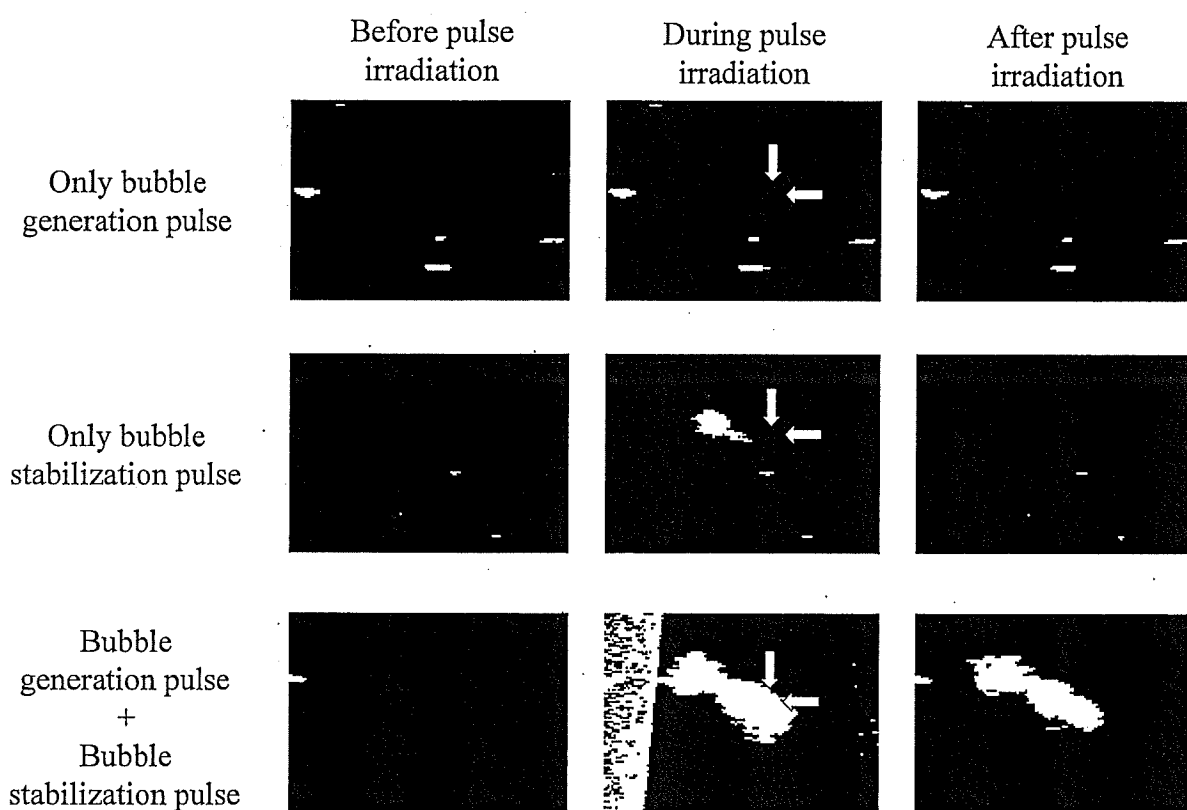 Before pulse
irradiation
During pulse
irradiation
After pulse
irradiation
Only bubble
generation pulse
Only bubble
stabilization pulse
Bubble
generation pulse
+
Bubble
stabilization pulse